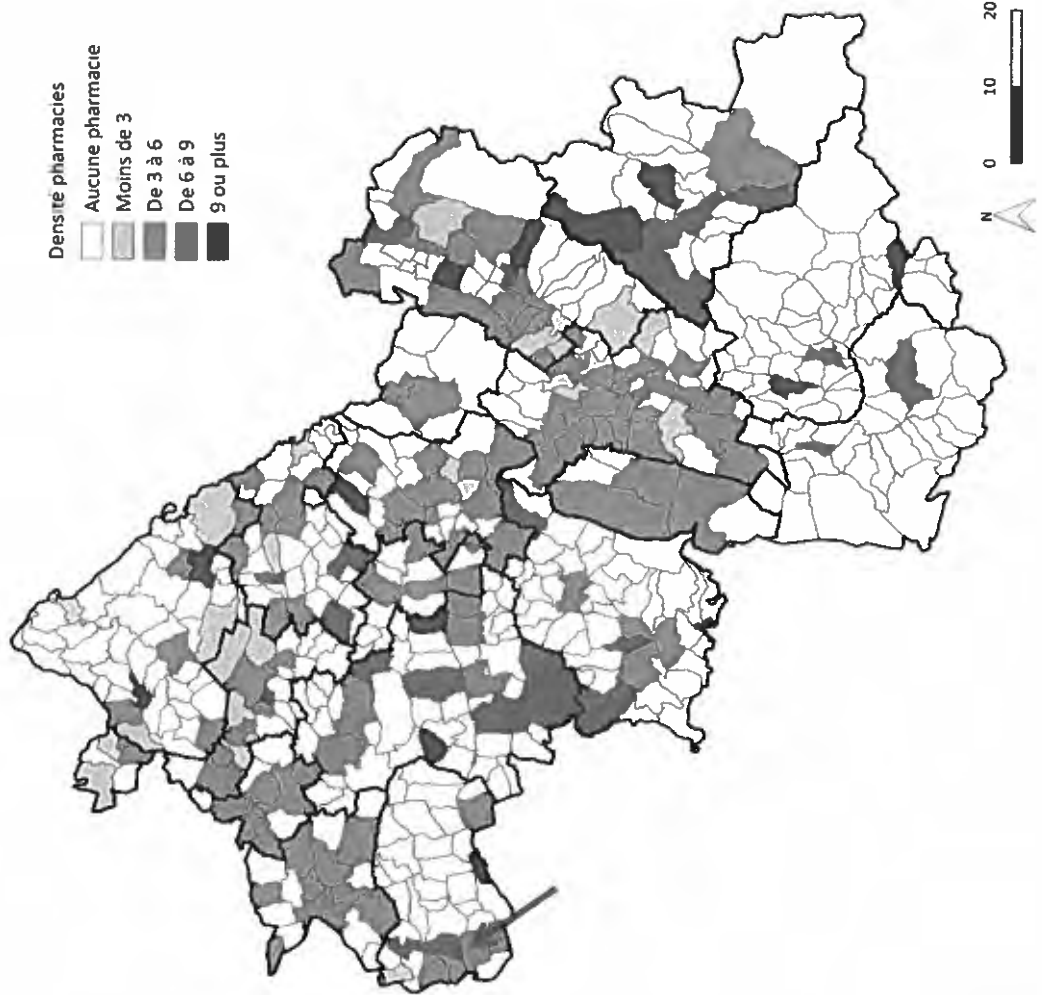 Densité pharmacies
Aucune pharmacie
Moins de 3
De 3 à 6
De 6 à 9
9 ou plus
N
0 10 20